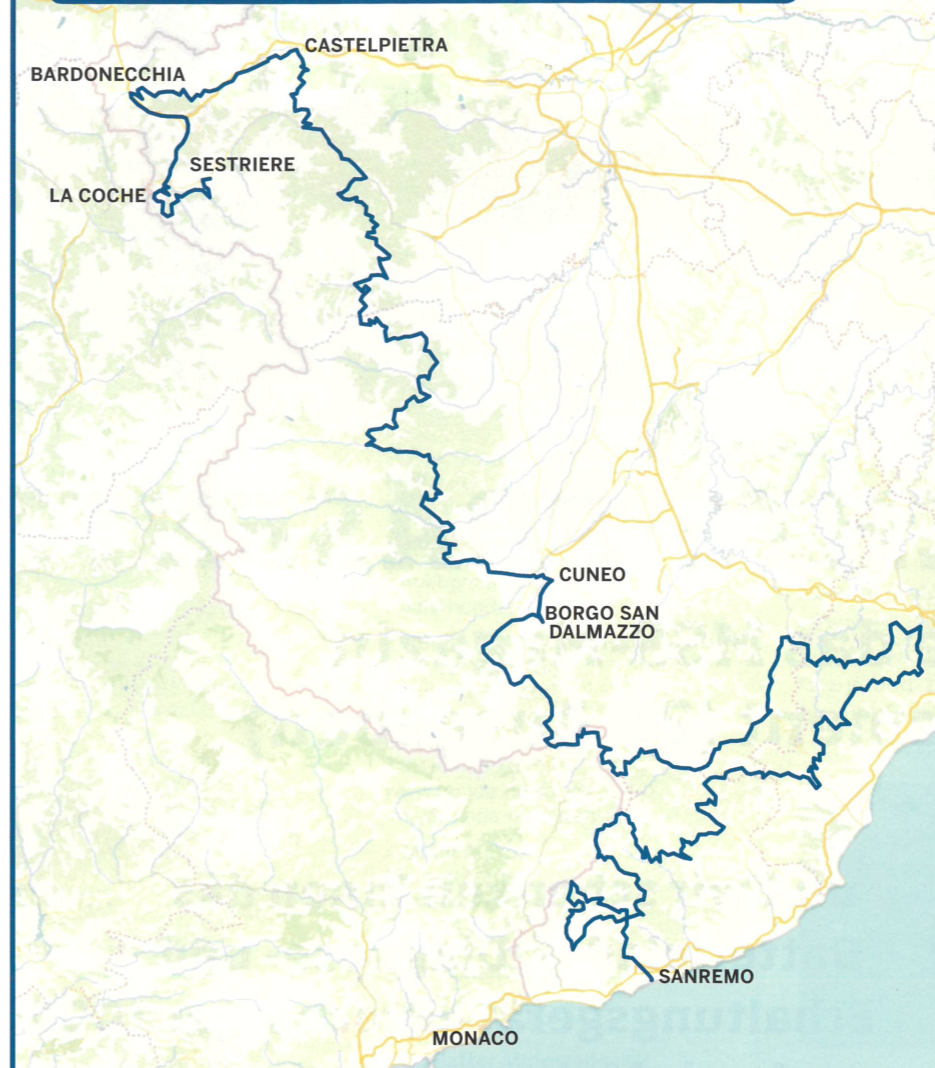 CASTELPIETRA
BARDONECCHIA
SESTRIERE
LA COCHE
CUNEO
BORGO SAN
DALMAZZO
SANREMO
MONACO